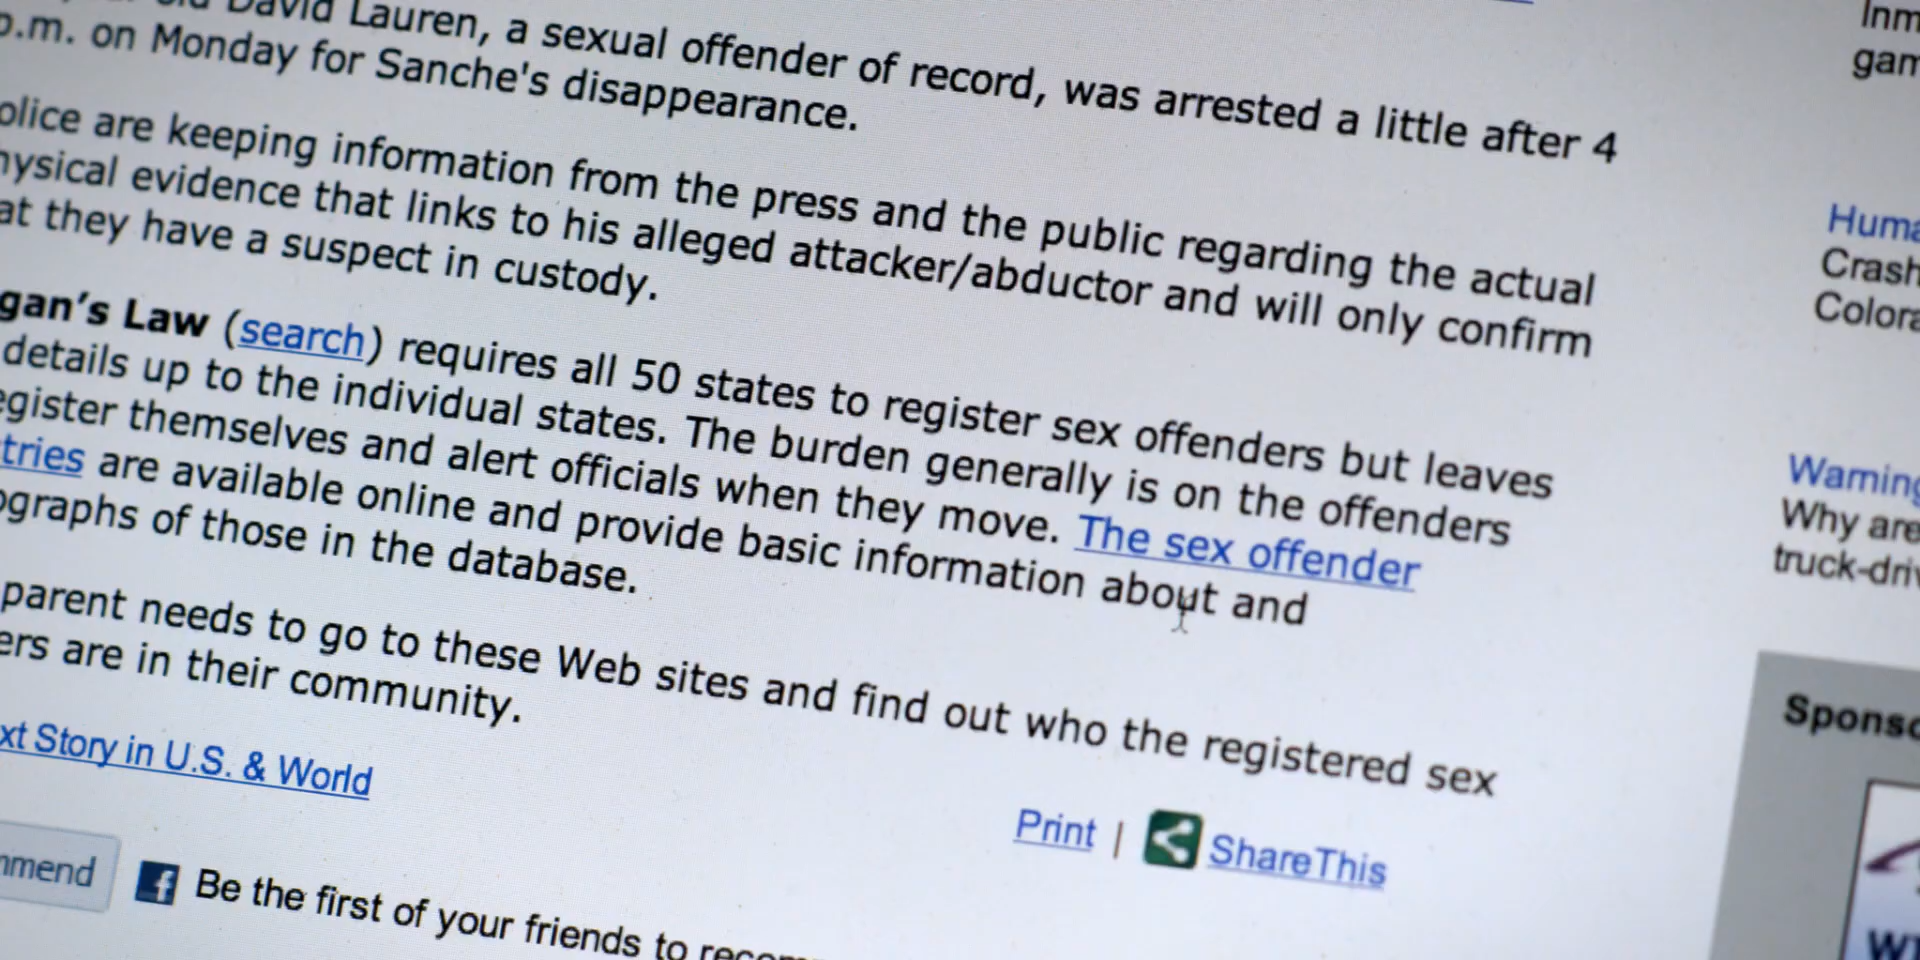 David Lauren, a sexual offender of record, was arrested a little after 4
p.m. on Monday for Sanche's disappearance.
olice are keeping information from the press and the public regarding the actual
hysical evidence that links to his alleged attacker/abductor and will only confirm
at they have a suspect in custody.
gan's Law (search) requires all 50 states to register sex offenders but leaves
details up to the individual states. The burden generally is on the offenders
egister themselves and alert officials when they move. The sex offender
tries are available online and provide basic information about and
ographs of those in the database.
parent needs to go to these Web sites and find out who the registered sex
ers are in their community.
xt Story in U.S. & World
Print | ShareThis
mmend
f Be the first of your friends to recom
Inm
gam
Huma
Crash
Colora
Warning
Why are
truck-driv
Sponso